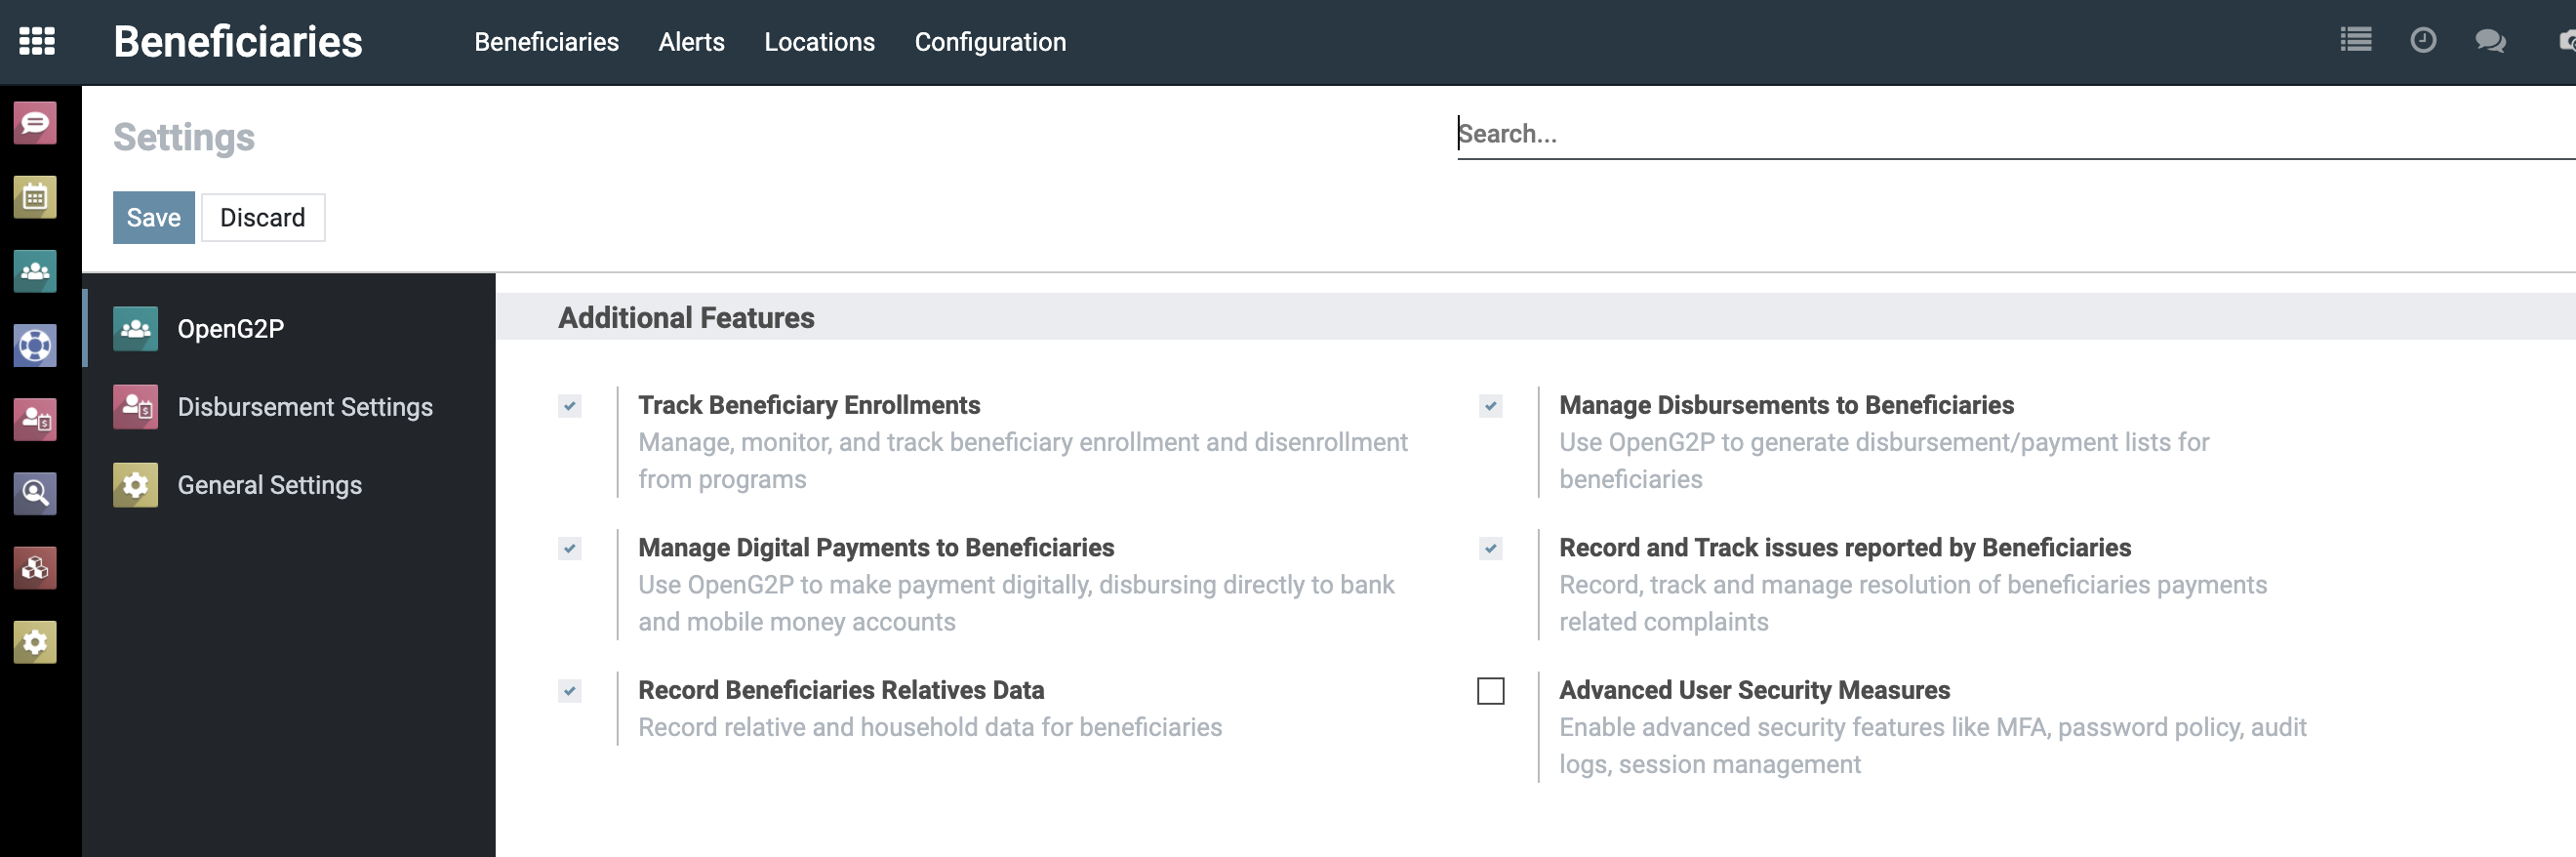 Beneficiaries
Beneficiaries Alerts Locations Configuration
Settings
Search...
Save Discard
OpenG2P
Disbursement Settings
General Settings
Additional Features
Track Beneficiary Enrollments
Manage, monitor, and track beneficiary enrollment and disenrollment
from programs
Manage Disbursements to Beneficiaries
Use OpenG2P to generate disbursement/payment lists for
beneficiaries
Manage Digital Payments to Beneficiaries
Use OpenG2P to make payment digitally, disbursing directly to bank
and mobile money accounts
Record and Track issues reported by Beneficiaries
Record, track and manage resolution of beneficiaries payments
related complaints
Record Beneficiaries Relatives Data
Record relative and household data for beneficiaries
Advanced User Security Measures
Enable advanced security features like MFA, password policy, audit
logs, session management